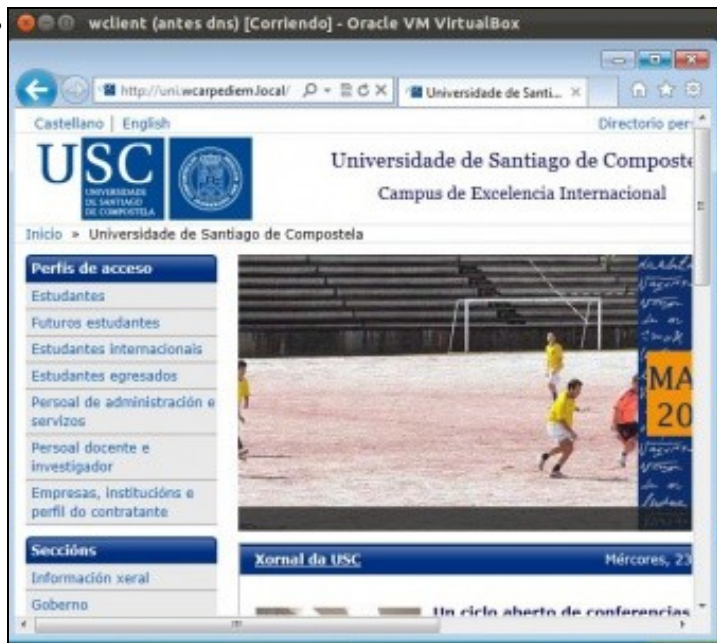 wclient (antes dns) [Corriendo] - Oracle VM VirtualBox
http://uni.wcarpediem.local/
Universidade de Santi...
Castellano | English
Directorio per
USC
UNIVERSIDADE
DE SANTIAGO
DE COMPOSTELA
Universidade de Santiago de Composte
Campus de Excelencia Internacional
Inicio » Universidade de Santiago de Compostela
Perfís de acceso
Estudantes
Futuros estudantes
Estudantes internacionais
Estudantes egresados
Persoal de administración e
servizos
Persoal docente e
investigador
Empresas, institucións e
perfil do contratante
MA
20
Seccións
Información xeral
Goberno
Xornal da USC
Mércores, 23
Un ciclo aberto de conferencias